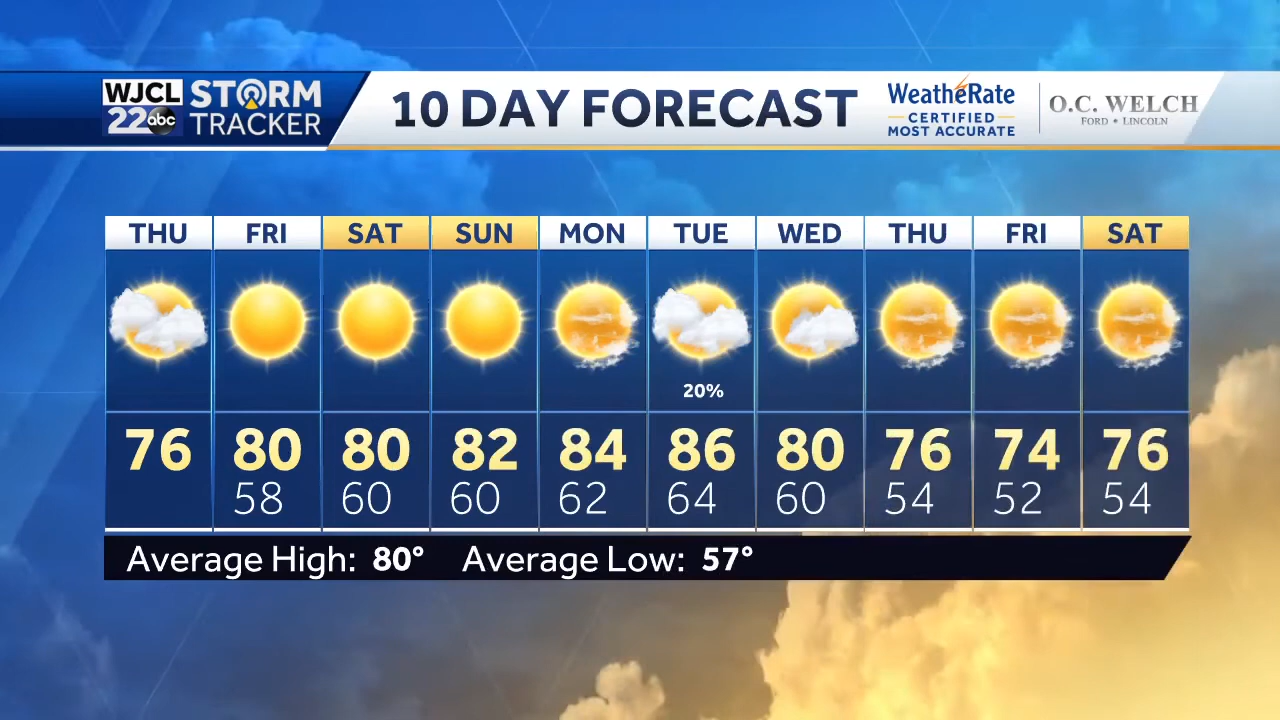 WJCL
22 abc
STORM
TRACKER
10 DAY FORECAST
WeatheRate
CERTIFIED
MOST ACCURATE
O.C. WELCH
FORD • LINCOLN
THU FRI SAT SUN MON TUE WED THU FRI SAT
20%
76 80 80 82 84 86 80 76 74 76
58 60 60 62 64 60 54 52 54
Average High: 80° Average Low: 57°